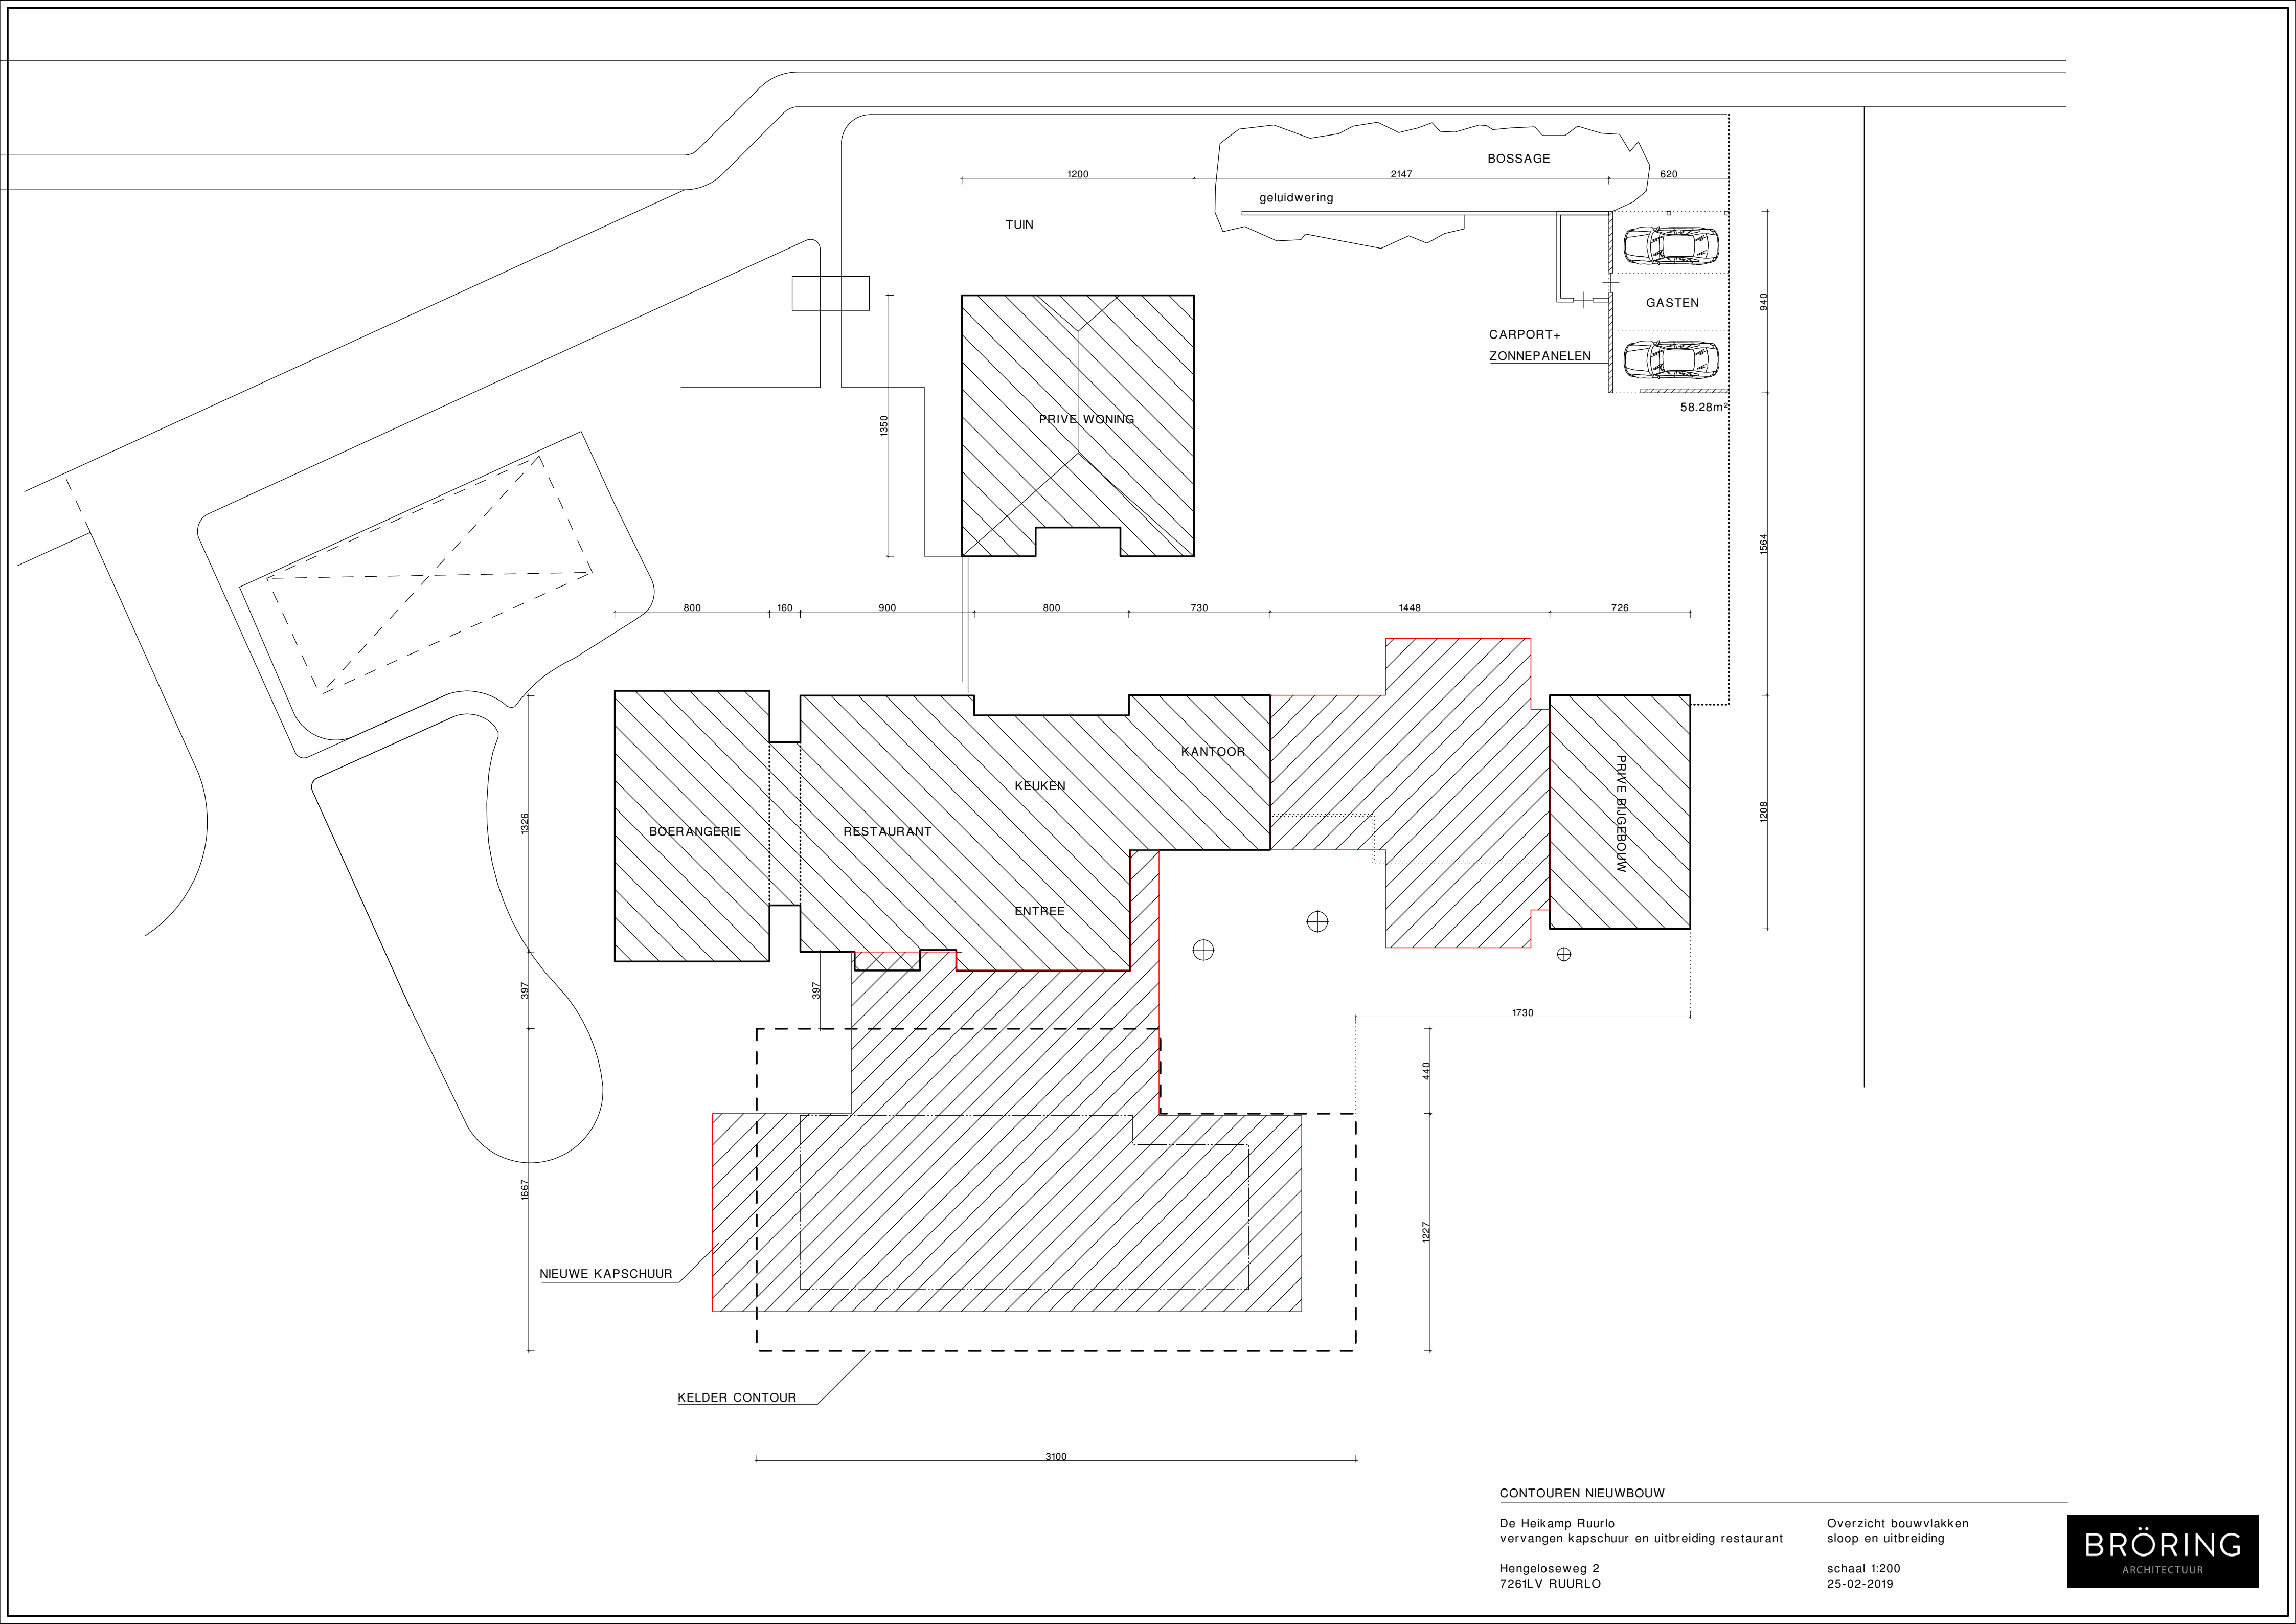 BOSSAGE
1200
2147
620
geluidwering
TUIN
GASTEN
940
CARPORT+
ZONNEPANELEN
58.28m²
1350
PRIVE WONING
1564
800
160
900
800
730
1448
726
KANTOOR
KEUKEN
PRIVE BIJGEBOUW
1208
1326
BOERANGERIE
RESTAURANT
ENTREE
397
397
1730
440
1667
1227
NIEUWE KAPSCHUUR
KELDER CONTOUR
3100
CONTOUREN NIEUWBOUW
De Heikamp Ruurlo
vervangen kapschuur en uitbreiding restaurant
Hengeloseweg 2
7261LV RUURLO
Overzicht bouwvlakken
sloop en uitbreiding
schaal 1:200
25-02-2019
BRÖRING
ARCHITECTUUR